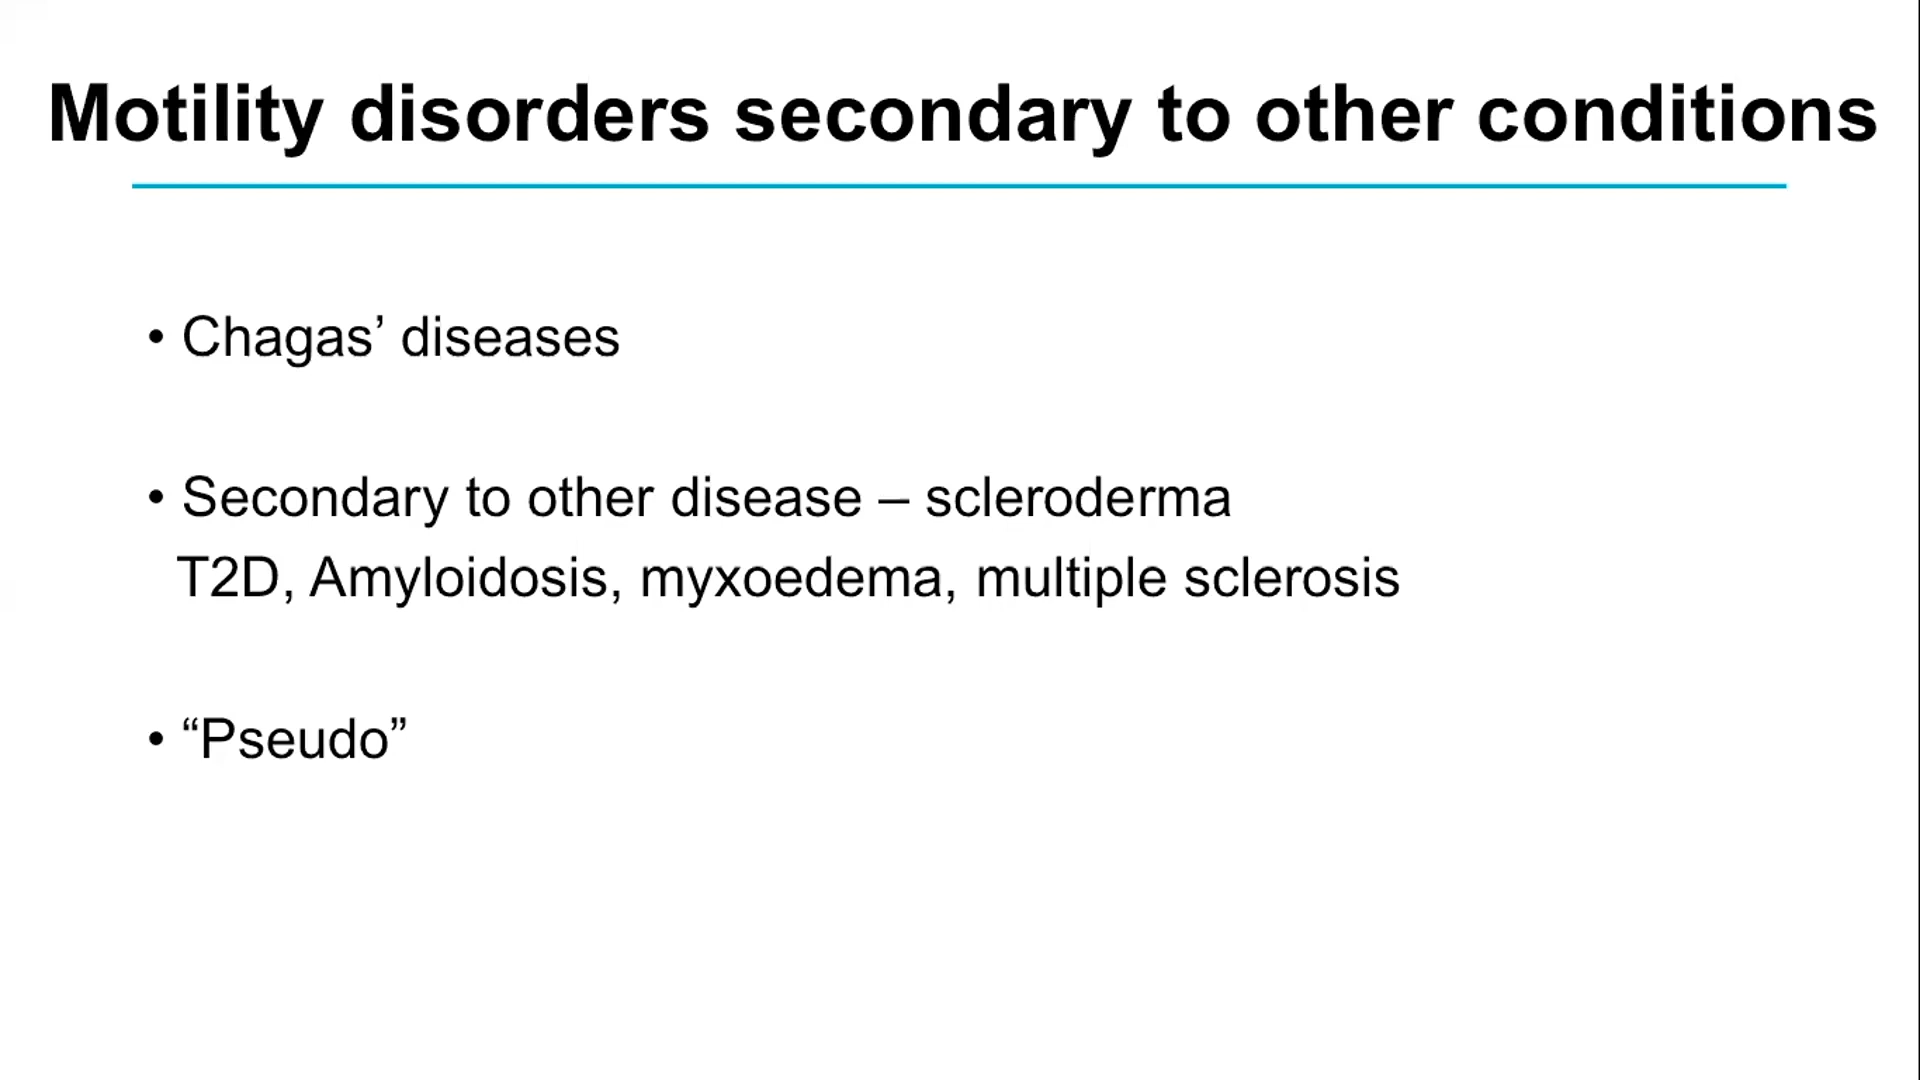 Motility disorders secondary to other conditions
• Chagas’ diseases
• Secondary to other disease – scleroderma
T2D, Amyloidosis, myxoedema, multiple sclerosis
• “Pseudo”